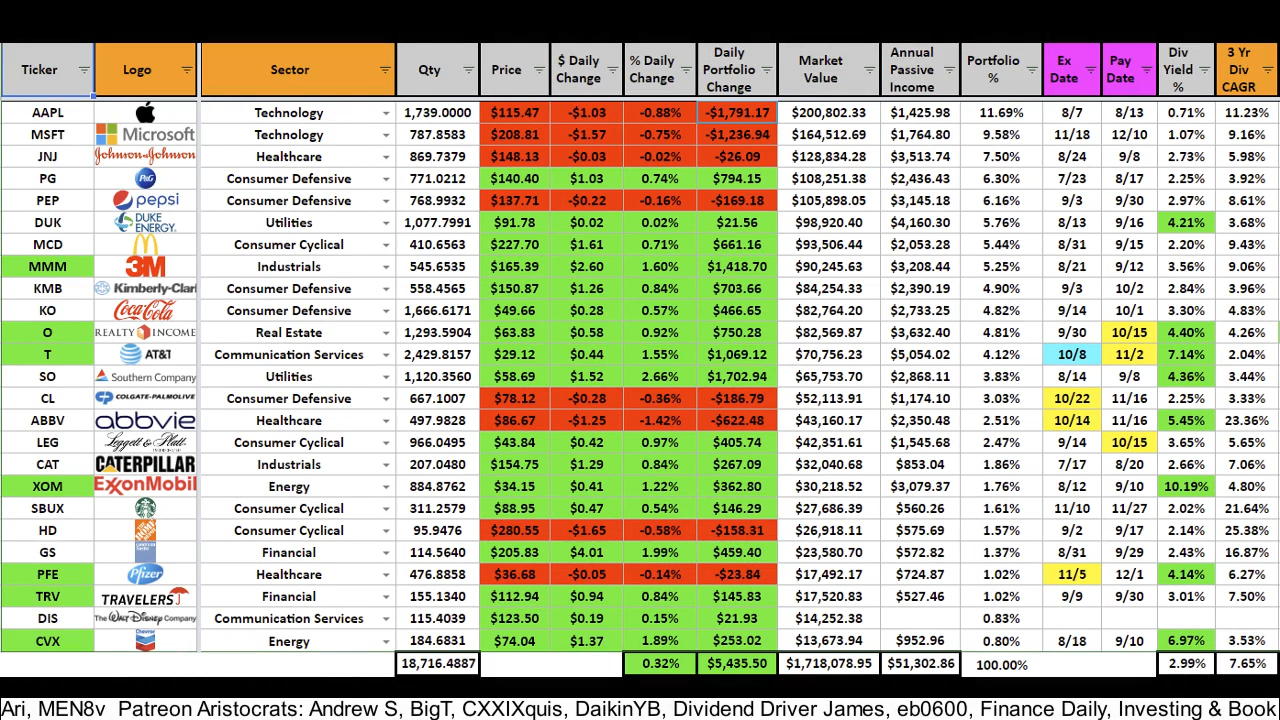 Ticker Logo Sector Qty Price $ Daily Change % Daily Change Daily Portfolio Change Market Value Annual Passive Income Portfolio % Ex Date Pay Date Div Yield % 3 Yr Div CAGR
AAPL Technology 1,739.0000 $115.47 -$1.03 -0.88% -$1,791.17 $200,802.33 $1,425.98 11.69% 8/7 8/13 0.71% 11.23%
MSFT Microsoft Technology 787.8583 $208.81 -$1.57 -0.75% -$1,236.94 $164,512.69 $1,764.80 9.58% 11/18 12/10 1.07% 9.16%
JNJ Johnson & Johnson Healthcare 869.7379 $148.13 -$0.03 -0.02% -$26.09 $128,834.28 $3,513.74 7.50% 8/24 9/8 2.73% 5.98%
PG P&G Consumer Defensive 771.0212 $140.40 $1.03 0.74% $794.15 $108,251.38 $2,436.43 6.30% 7/23 8/17 2.25% 3.92%
PEP pepsi Consumer Defensive 768.9932 $137.71 -$0.22 -0.16% -$169.18 $105,898.05 $3,145.18 6.16% 9/3 9/30 2.97% 8.61%
DUK DUKE ENERGY. Utilities 1,077.7991 $91.78 $0.02 0.02% $21.56 $98,920.40 $4,160.30 5.76% 8/13 9/16 4.21% 3.68%
MCD Consumer Cyclical 410.6563 $227.70 $1.61 0.71% $661.16 $93,506.44 $2,053.28 5.44% 8/31 9/15 2.20% 9.43%
MMM 3M Industrials 545.6535 $165.39 $2.60 1.60% $1,418.70 $90,245.63 $3,208.44 5.25% 8/21 9/12 3.56% 9.06%
KMB Kimberly-Clark Consumer Defensive 558.4565 $150.87 $1.26 0.84% $703.66 $84,254.33 $2,390.19 4.90% 9/3 10/2 2.84% 3.96%
KO Coca-Cola Consumer Defensive 1,666.6171 $49.66 $0.28 0.57% $466.65 $82,764.20 $2,733.25 4.82% 9/14 10/1 3.30% 4.83%
O REALTY INCOME Real Estate 1,293.5904 $63.83 $0.58 0.92% $750.28 $82,569.87 $3,632.40 4.81% 9/30 10/15 4.40% 4.26%
T AT&T Communication Services 2,429.8157 $29.12 $0.44 1.55% $1,069.12 $70,756.23 $5,054.02 4.12% 10/8 11/2 7.14% 2.04%
SO Southern Company Utilities 1,120.3560 $58.69 $1.52 2.66% $1,702.94 $65,753.70 $2,868.11 3.83% 8/14 9/8 4.36% 3.44%
CL COLGATE-PALMOLIVE Consumer Defensive 667.1007 $78.12 -$0.28 -0.36% -$186.79 $52,113.91 $1,174.10 3.03% 10/22 11/16 2.25% 3.33%
ABBV abbvie Healthcare 497.9828 $86.67 -$1.25 -1.42% -$622.48 $43,160.17 $2,350.48 2.51% 10/14 11/16 5.45% 23.36%
LEG Leggett & Platt Consumer Cyclical 966.0495 $43.84 $0.42 0.97% $405.74 $42,351.61 $1,545.68 2.47% 9/14 10/15 3.65% 5.65%
CAT CATERPILLAR Industrials 207.0480 $154.75 $1.29 0.84% $267.09 $32,040.68 $853.04 1.86% 7/17 8/20 2.66% 7.06%
XOM ExxonMobil Energy 884.8762 $34.15 $0.41 1.22% $362.80 $30,218.52 $3,079.37 1.76% 8/12 9/10 10.19% 4.80%
SBUX Consumer Cyclical 311.2579 $88.95 $0.47 0.54% $146.29 $27,686.39 $560.26 1.61% 11/10 11/27 2.02% 21.64%
HD Consumer Cyclical 95.9476 $280.55 -$1.65 -0.58% -$158.31 $26,918.11 $575.69 1.57% 9/2 9/17 2.14% 25.38%
GS Goldman Sachs Financial 114.5640 $205.83 $4.01 1.99% $459.40 $23,580.70 $572.82 1.37% 8/31 9/29 2.43% 16.87%
PFE Pfizer Healthcare 476.8858 $36.68 -$0.05 -0.14% -$23.84 $17,492.17 $724.87 1.02% 11/5 12/1 4.14% 6.27%
TRV TRAVELERS Financial 155.1340 $112.94 $0.94 0.84% $145.83 $17,520.83 $527.46 1.02% 9/9 9/30 3.01% 7.50%
DIS The WALT DISNEY Company Communication Services 115.4039 $123.50 $0.19 0.15% $21.93 $14,252.38 0.83%
CVX Chevron Energy 184.6831 $74.04 $1.37 1.89% $253.02 $13,673.94 $952.96 0.80% 8/18 9/10 6.97% 3.53%
18,716.4887 0.32% $5,435.50 $1,718,078.95 $51,302.86 100.00% 2.99% 7.65%
Ari, MEN8v Patreon Aristocrats: Andrew S, BigT, CXXIXquis, DaikinYB, Dividend Driver James, eb0600, Finance Daily, Investing & Book